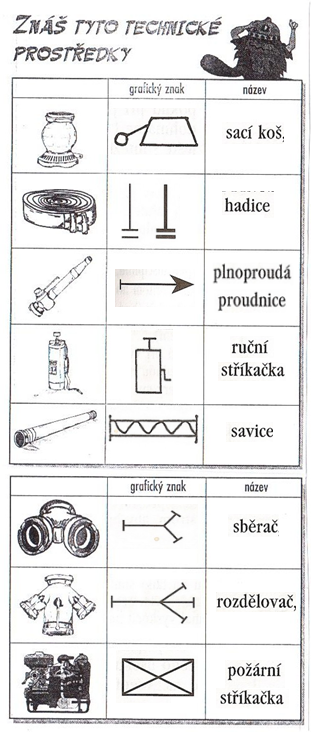 ZNÁŠ TYTO TECHNICKÉ
PROSTŘEDKY
grafický znak název
sací koš,
hadice
plnoproudá
proudnice
ruční
stříkačka
savice
grafický znak název
sběrač
rozdělovač,
požární
stříkačka